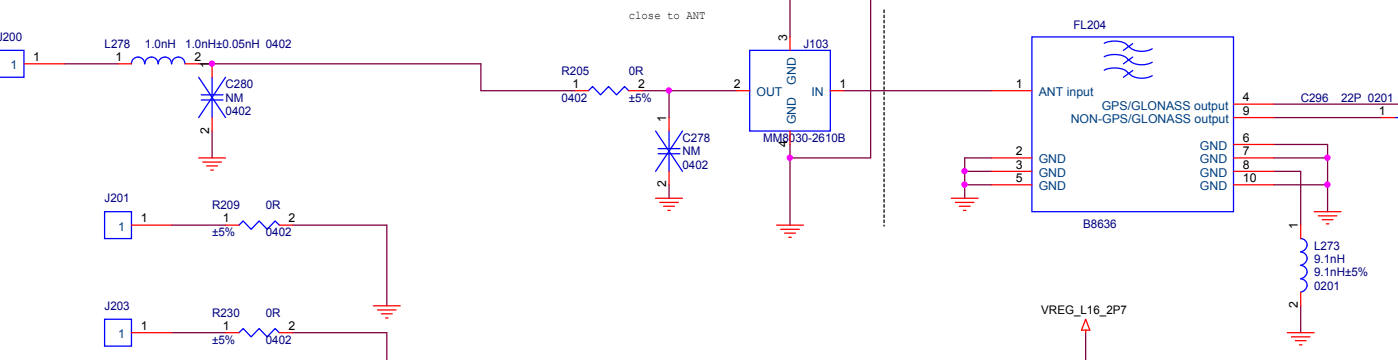 close to ANT
J200
1
1
L278
1.0nH
1.0nH±0.05nH
0402
1
2
C280
NM
0402
2
R205
0R
1
2
0402
±5%
1
C278
NM
0402
2
3
J103
GND
2
OUT
IN
1
GND
4
MM8030-2610B
FL204
1
ANT input
GPS/GLONASS output
4
NON-GPS/GLONASS output
9
C296
22P
0201
1
2
GND
3
GND
5
GND
GND
6
GND
7
GND
8
GND
10
B8636
1
L273
9.1nH
9.1nH±5%
0201
2
J201
1
1
R209
0R
1
2
±5%
0402
J203
1
1
R230
0R
1
2
±5%
0402
VREG_L16_2P7